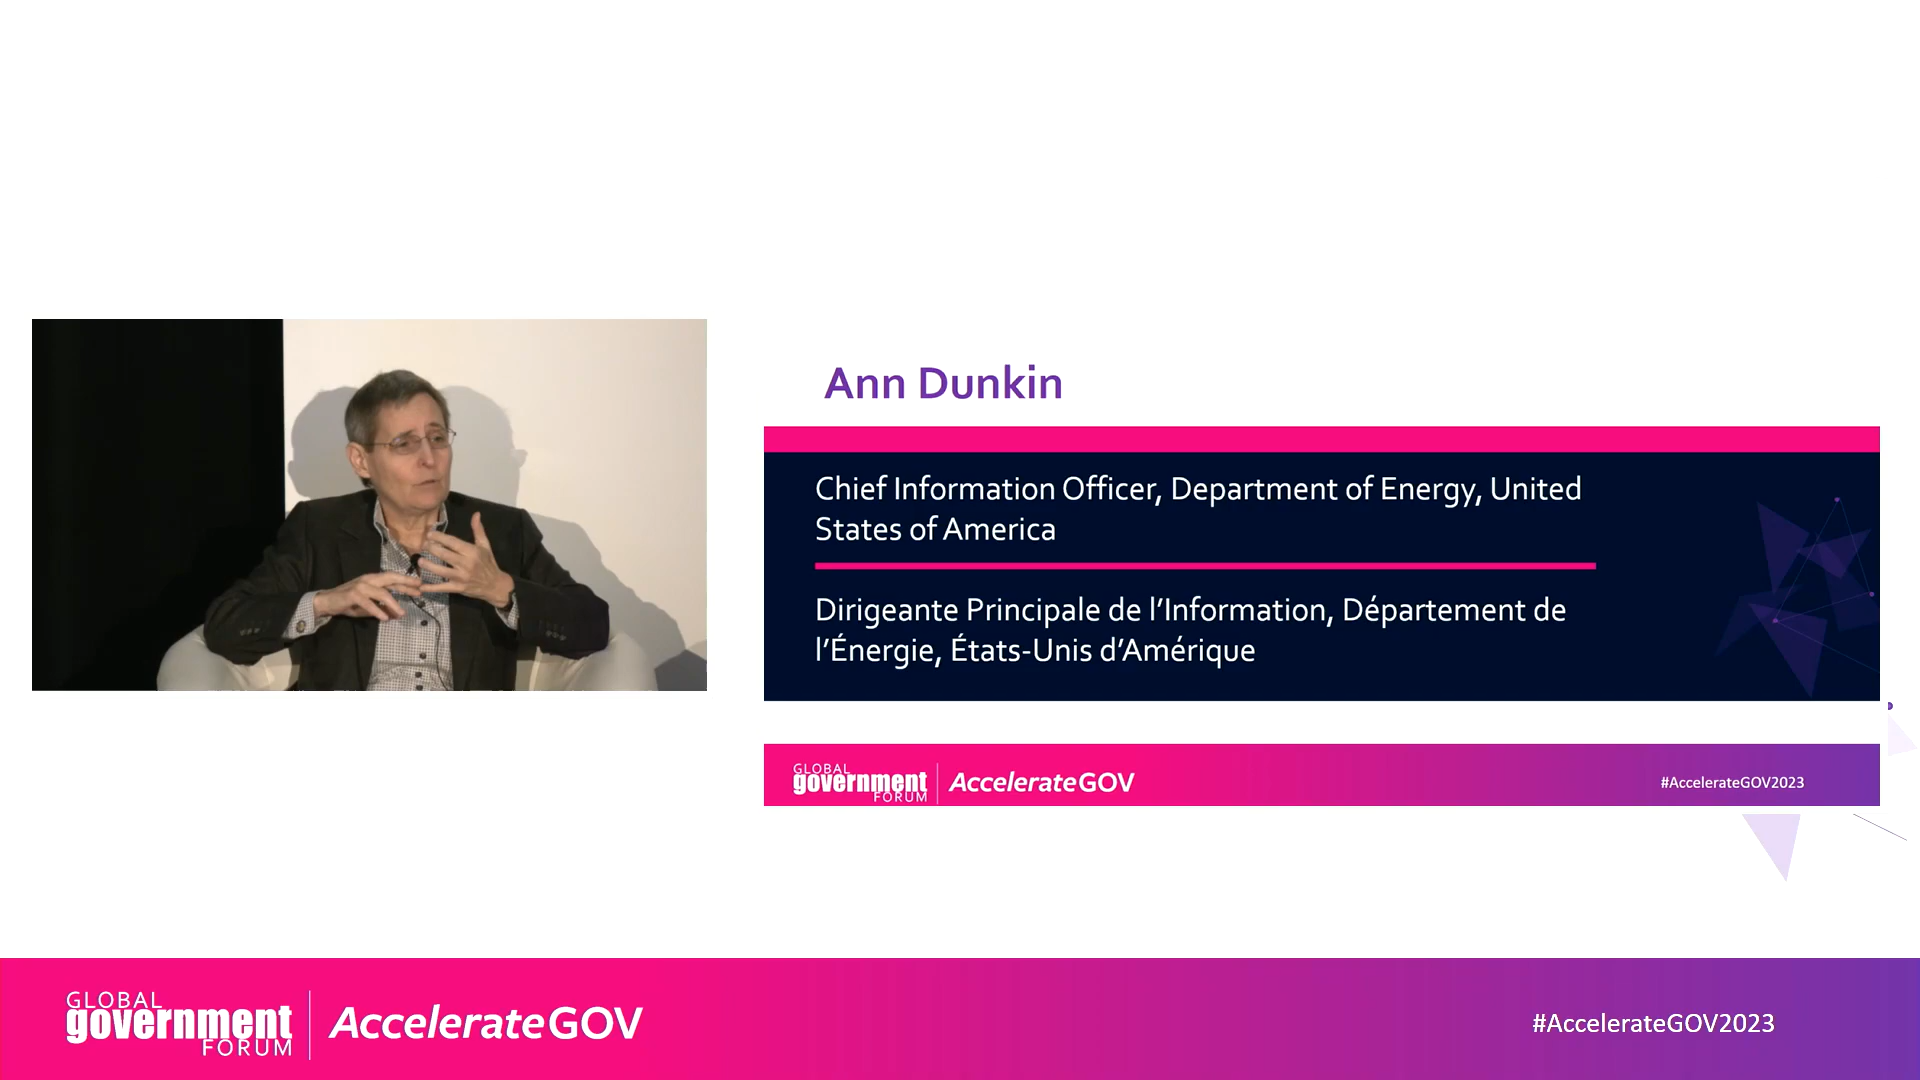 Ann Dunkin
Chief Information Officer, Department of Energy, United
States of America
Dirigeante Principale de l’Information, Département de
l’Énergie, États-Unis d’Amérique
GLOBAL
government
FORUM
AccelerateGOV
#AccelerateGOV2023
GLOBAL
government
FORUM
AccelerateGOV
#AccelerateGOV2023